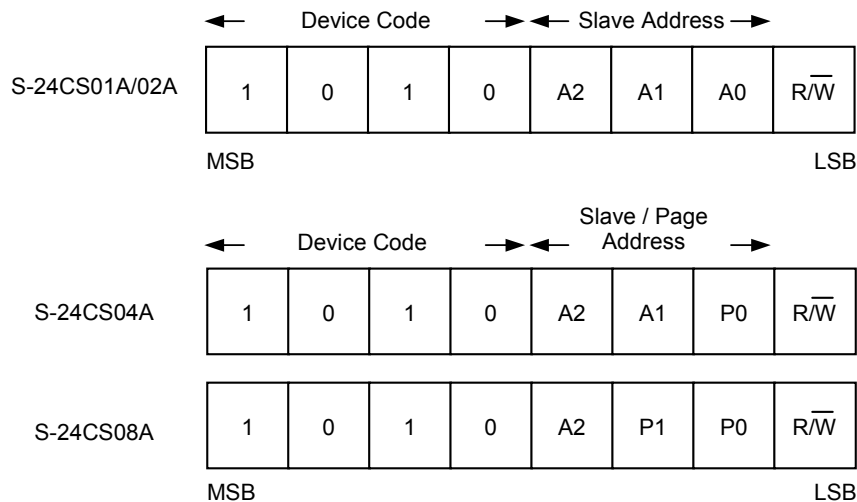 ← Device Code → ← Slave Address →
S-24CS01A/02A 1 0 1 0 A2 A1 A0 R/W̅
MSB LSB
Slave / Page
← Device Code → ← Address →
S-24CS04A 1 0 1 0 A2 A1 P0 R/W̅
S-24CS08A 1 0 1 0 A2 P1 P0 R/W̅
MSB LSB